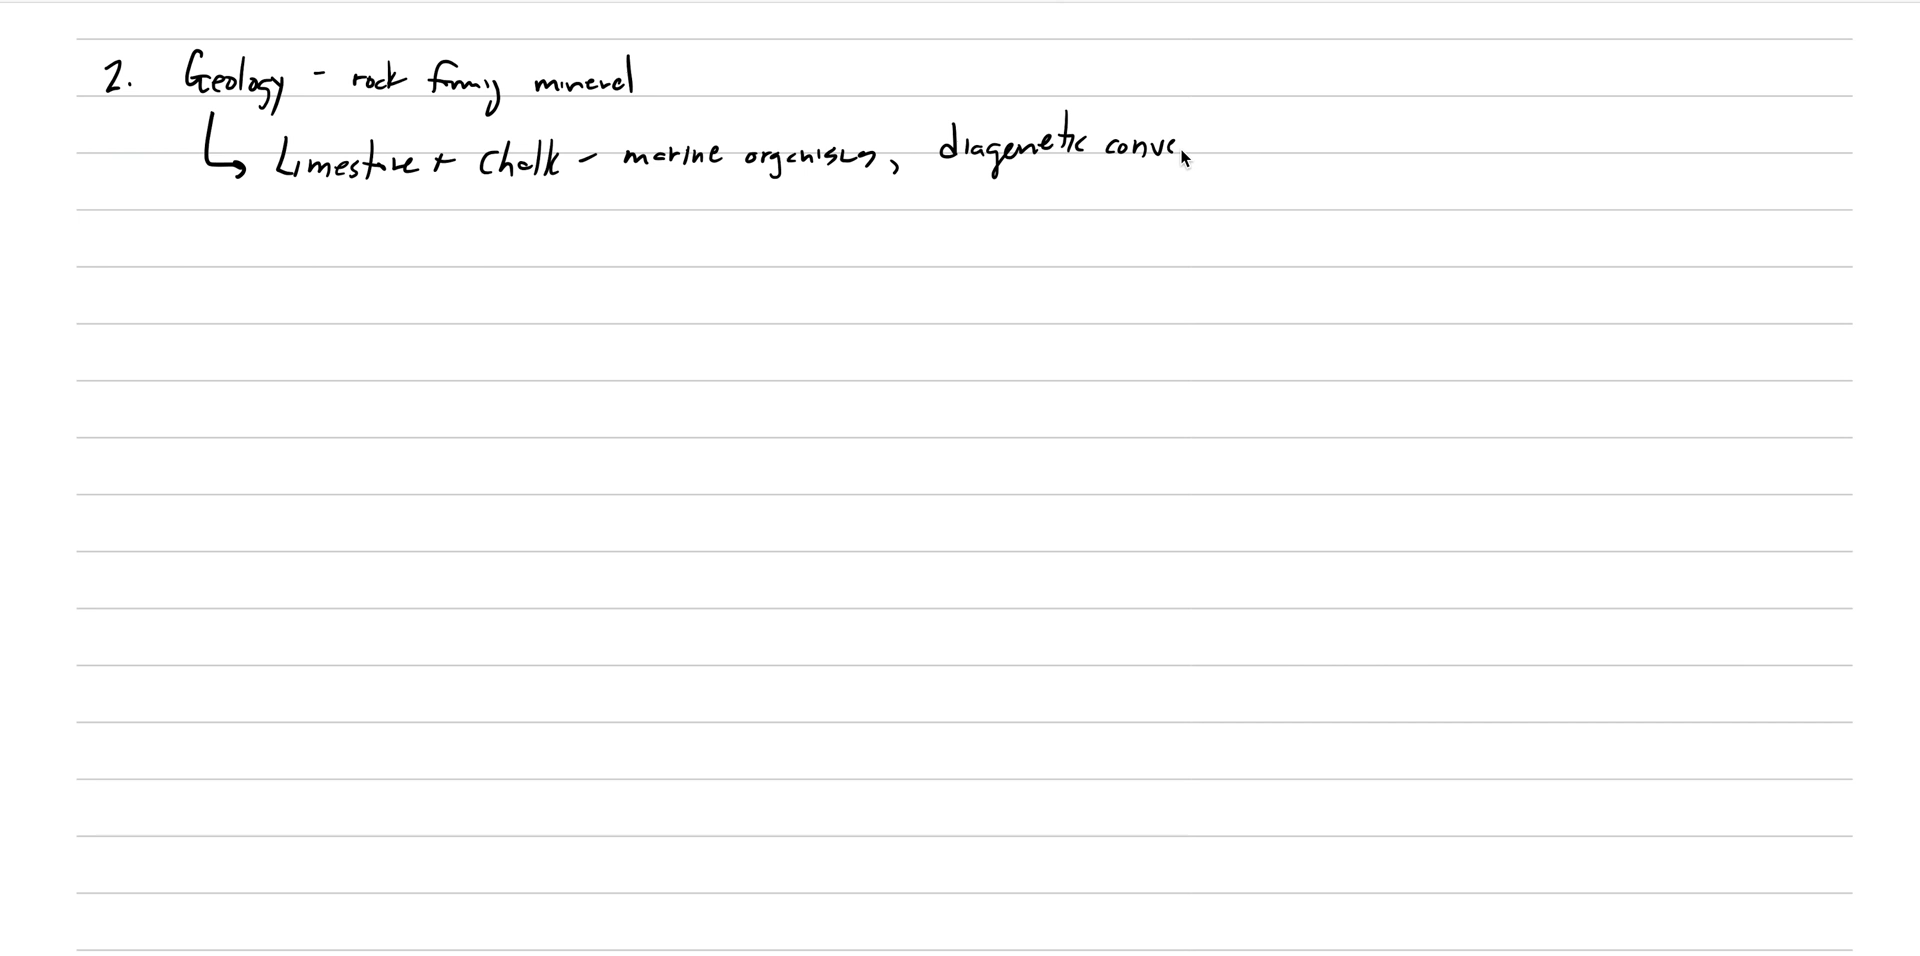 2. Geology - rock forming mineral
↳ Limestone + Chalk - marine organisms, diagenetic conve